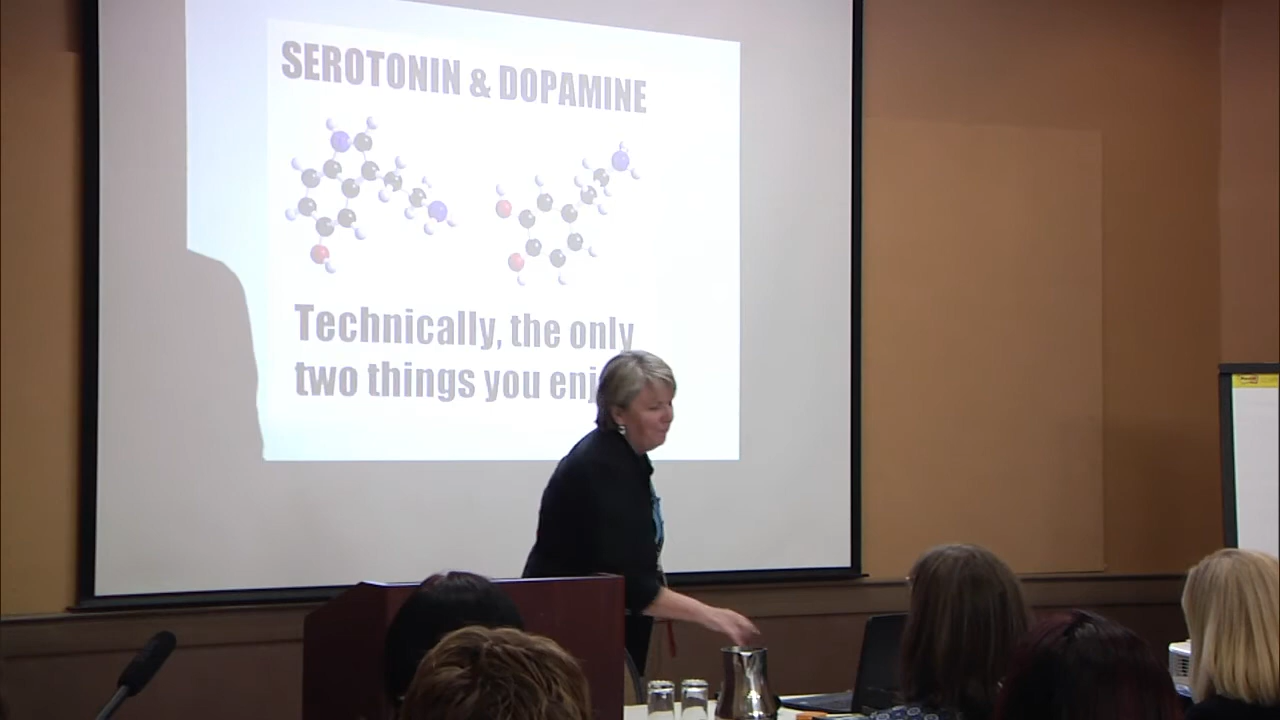 SEROTONIN & DOPAMINE
Technically, the only
two things you